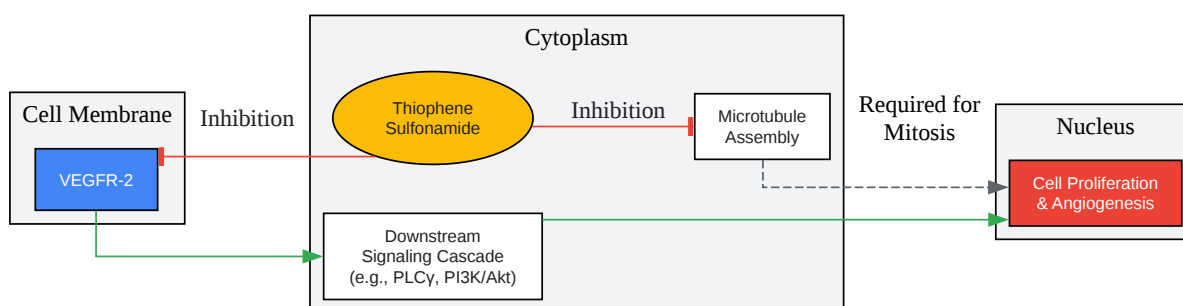 Cytoplasm
Cell Membrane
VEGFR-2
Inhibition
Thiophene
Sulfonamide
Inhibition
Microtubule
Assembly
Required for
Mitosis
Nucleus
Cell Proliferation
& Angiogenesis
Downstream
Signaling Cascade
(e.g., PLCγ, PI3K/Akt)